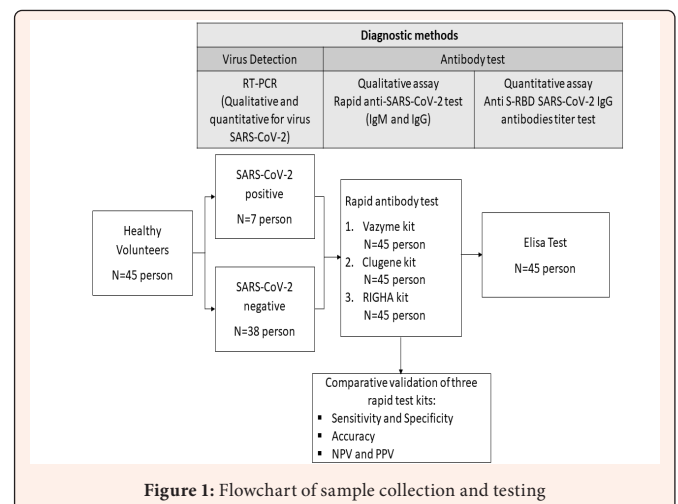 Diagnostic methods
Virus Detection
Antibody test
RT-PCR
(Qualitative and
quantitative for virus
SARS-CoV-2)
Qualitative assay
Rapid anti-SARS-CoV-2 test
(IgM and IgG)
Quantitative assay
Anti S-RBD SARS-CoV-2 IgG
antibodies titer test
Healthy
Volunteers
N=45 person
SARS-CoV-2
positive
N=7 person
SARS-CoV-2
negative
N=38 person
Rapid antibody test
1. Vazyme kit
N=45 person
2. Clugene kit
N=45 person
3. RIGHA kit
N=45 person
Elisa Test
N=45 person
Comparative validation of three
rapid test kits:
▪ Sensitivity and Specificity
▪ Accuracy
▪ NPV and PPV
Figure 1: Flowchart of sample collection and testing